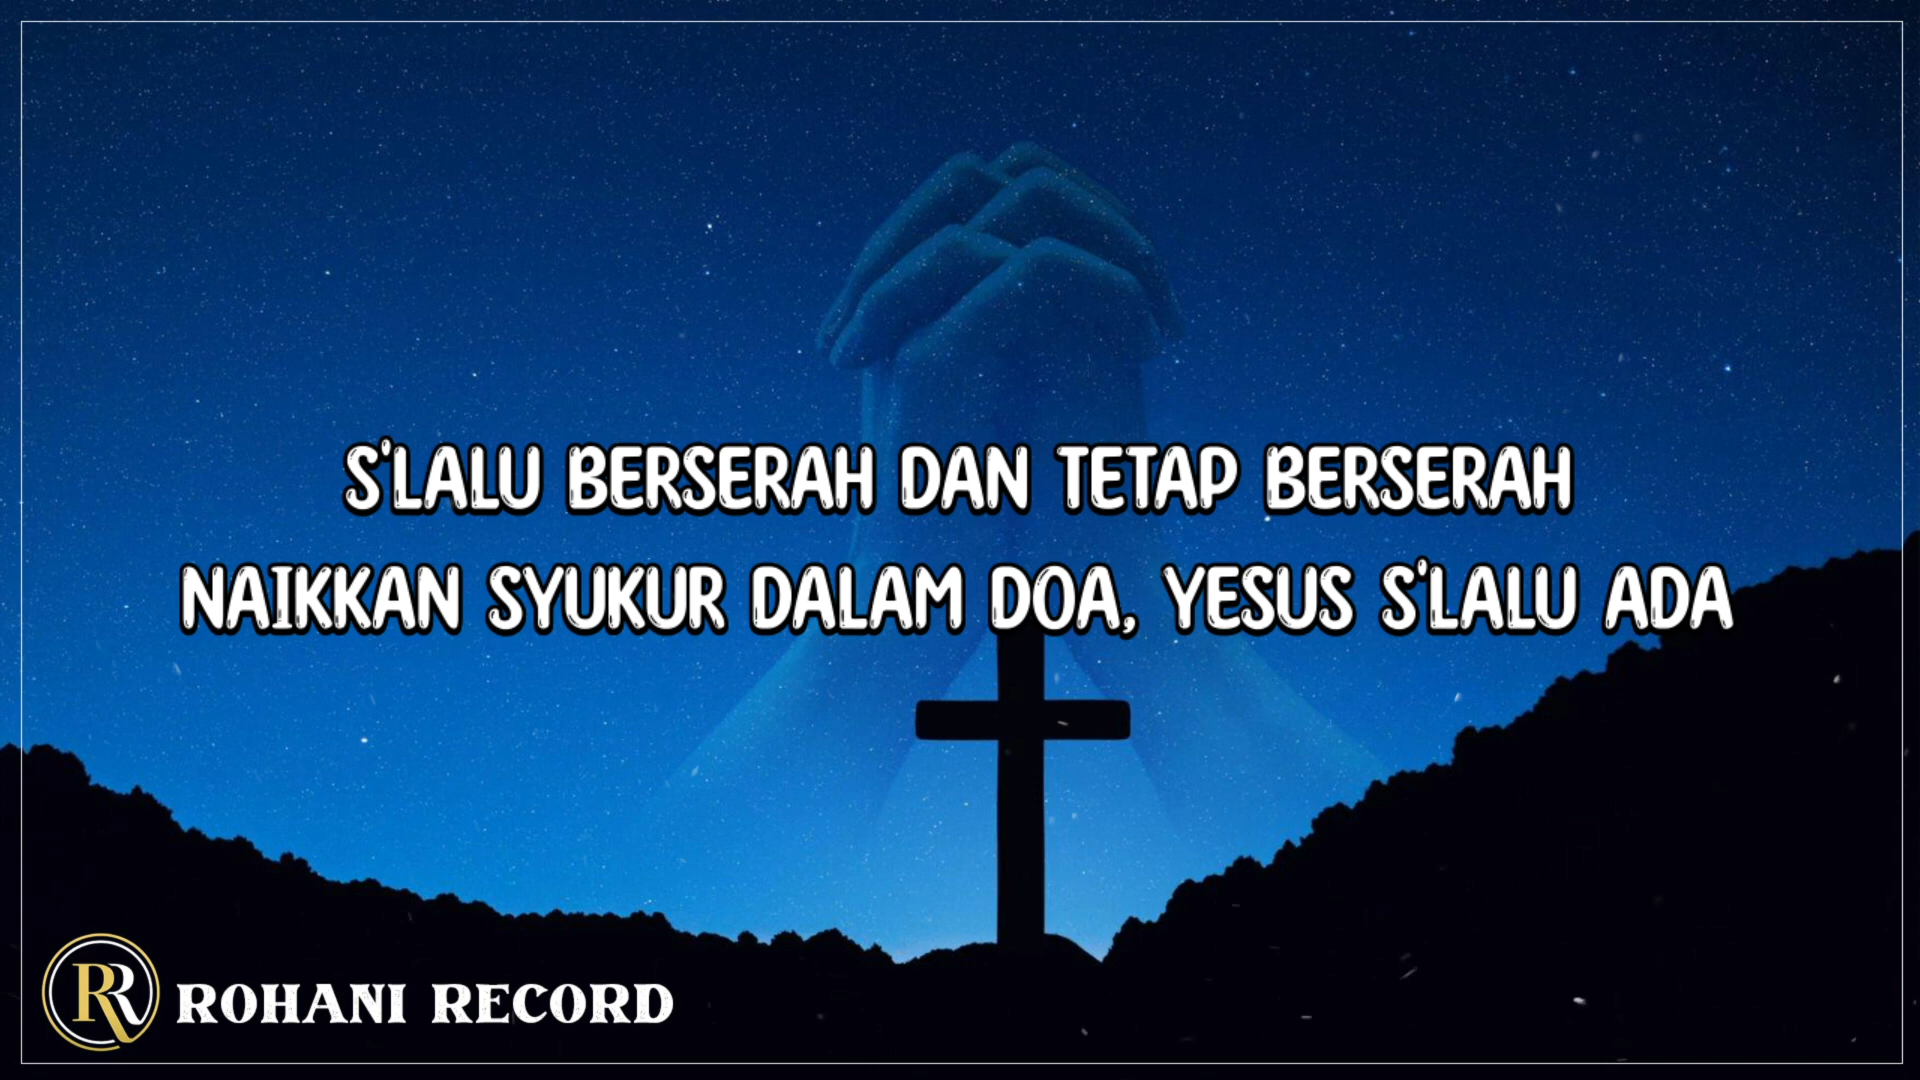 S'LALU BERSERAH DAN TETAP BERSERAH
NAIKKAN SYUKUR DALAM DOA, YESUS S'LALU ADA
RR ROHANI RECORD